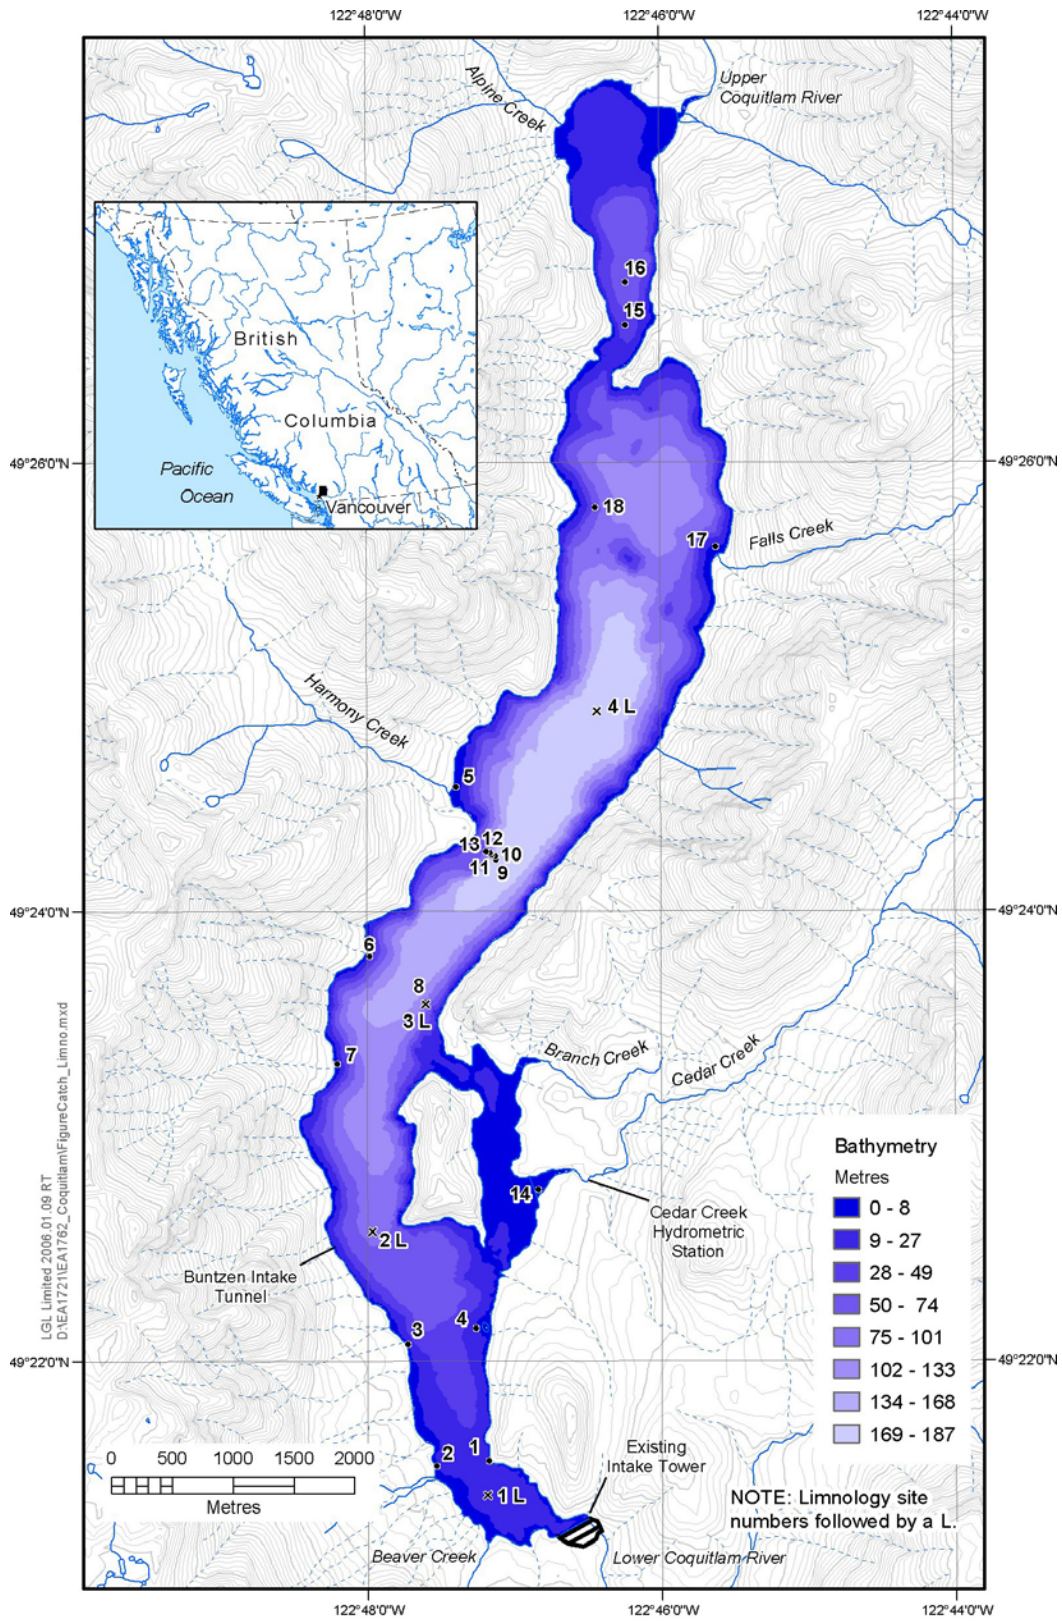 122°48'0"W
122°46'0"W
122°44'0"W
Alpine Creek
Upper
Coquitlam River
British
Columbia
Pacific
Ocean
Vancouver
16
15
49°26'0"N
49°26'0"N
18
17
Falls Creek
Harmony Creek
4 L
5
13 12
10
11
9
49°24'0"N
49°24'0"N
6
8
3 L
7
Branch Creek
Cedar Creek
14
Cedar Creek
Hydrometric
Station
2 L
Buntzen Intake
Tunnel
4
3
49°22'0"N
49°22'0"N
Bathymetry
Metres
0 - 8
9 - 27
28 - 49
50 - 74
75 - 101
102 - 133
134 - 168
169 - 187
1
2
Existing
Intake Tower
1 L
0 500 1000 1500 2000
Metres
NOTE: Limnology site
numbers followed by a L.
Beaver Creek
Lower Coquitlam River
122°48'0"W
122°46'0"W
122°44'0"W
LGL Limited 2006.01.09 RT
D:\EA1721\EA1762_Coquitlam\FigureCatch_Limno.mxd